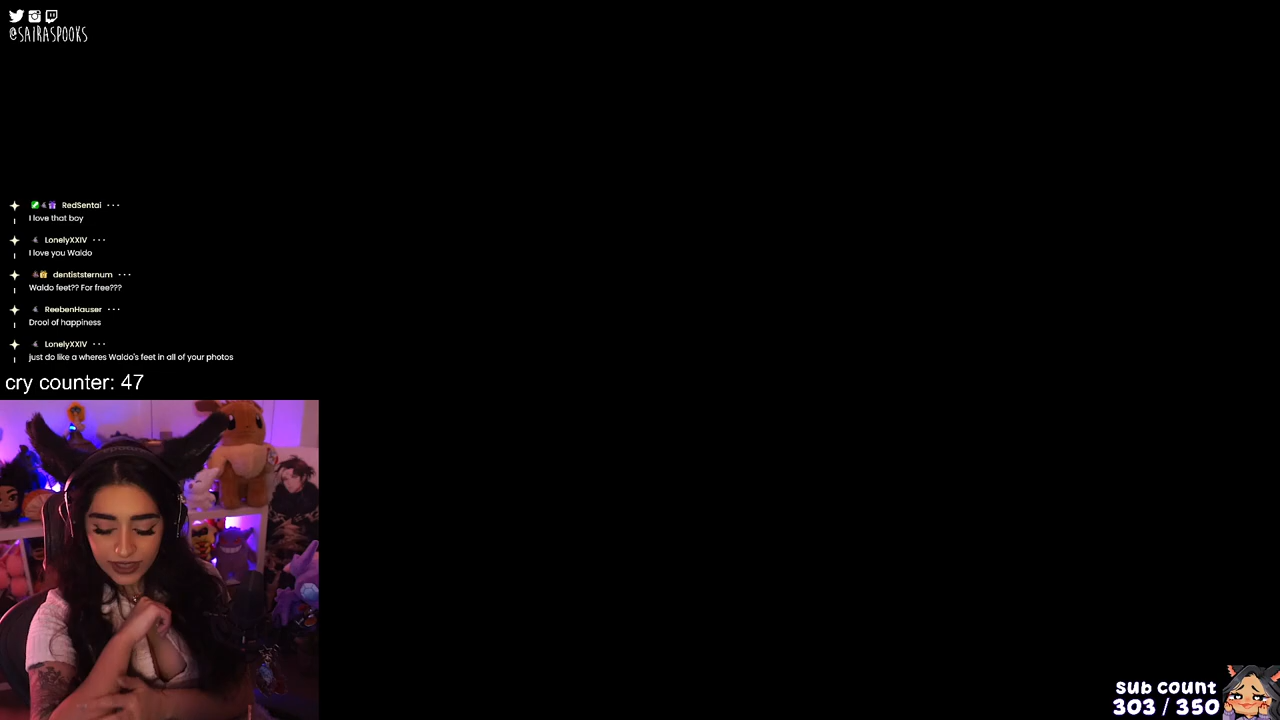 @SAIRASPOOKS
RedSentai
I love that boy
LonelyXXIV
I love you Waldo
dentiststernum
Waldo feet?? For free???
ReebenHauser
Drool of happiness
LonelyXXIV
just do like a wheres Waldo's feet in all of your photos
cry counter: 47
sub count
303 / 350